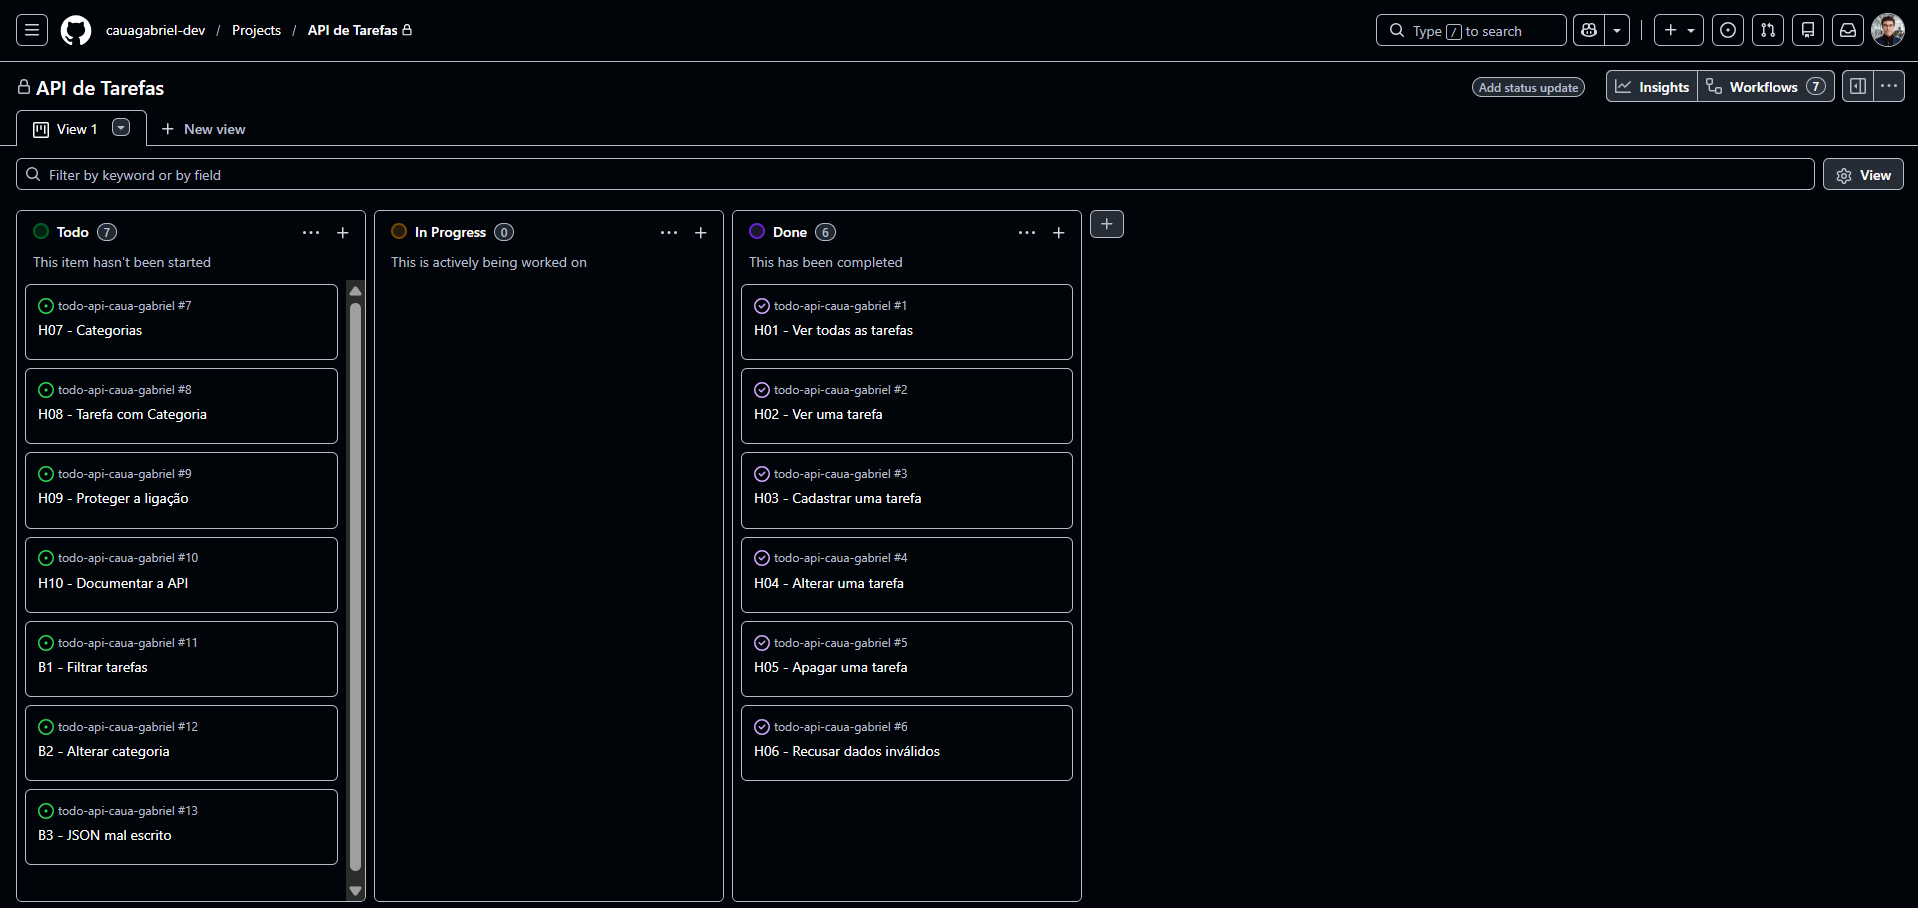 cauagabriel-dev / Projects / API de Tarefas
Type / to search
API de Tarefas
Add status update
Insights
Workflows 7
View 1
New view
Filter by keyword or by field
View
Todo 7
This item hasn't been started
todo-api-caua-gabriel #7
H07 - Categorias
todo-api-caua-gabriel #8
H08 - Tarefa com Categoria
todo-api-caua-gabriel #9
H09 - Proteger a ligação
todo-api-caua-gabriel #10
H10 - Documentar a API
todo-api-caua-gabriel #11
B1 - Filtrar tarefas
todo-api-caua-gabriel #12
B2 - Alterar categoria
todo-api-caua-gabriel #13
B3 - JSON mal escrito
In Progress 0
This is actively being worked on
Done 6
This has been completed
todo-api-caua-gabriel #1
H01 - Ver todas as tarefas
todo-api-caua-gabriel #2
H02 - Ver uma tarefa
todo-api-caua-gabriel #3
H03 - Cadastrar uma tarefa
todo-api-caua-gabriel #4
H04 - Alterar uma tarefa
todo-api-caua-gabriel #5
H05 - Apagar uma tarefa
todo-api-caua-gabriel #6
H06 - Recusar dados inválidos